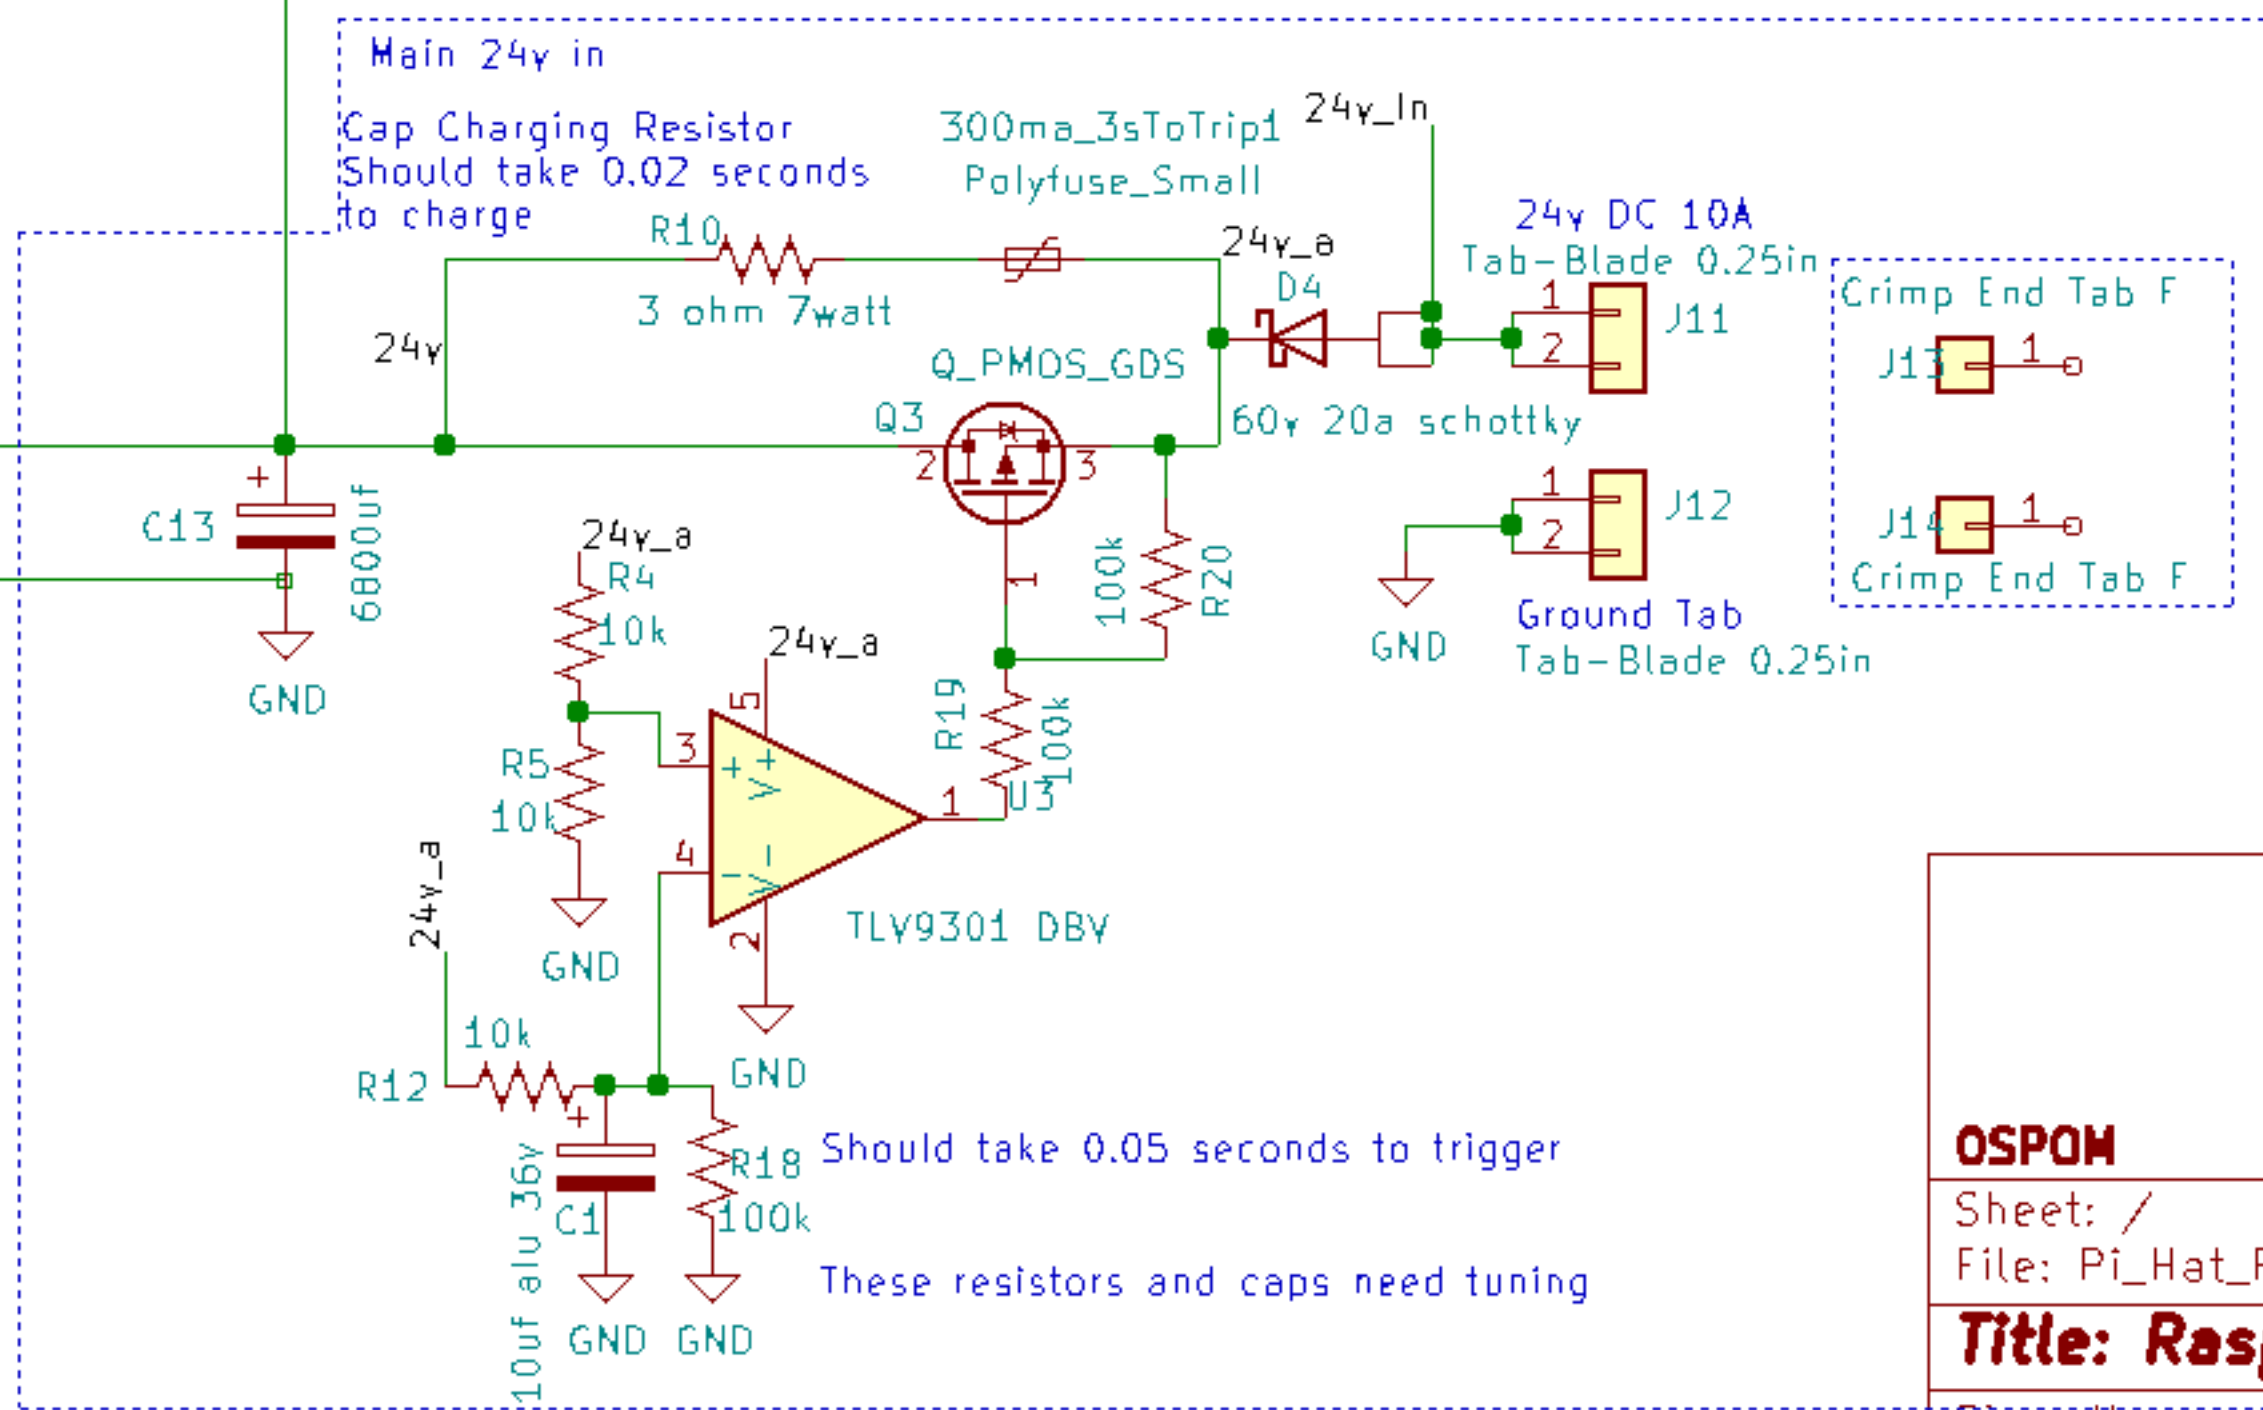 Main 24v in
Cap Charging Resistor
Should take 0.02 seconds
to charge
300ma_3sToTrip1
Polyfuse_Small
24v_In
24v DC 10A
Tab-Blade 0.25in
R10
3 ohm 7watt
24v_a
D4
60v 20a schottky
1
2
J11
Crimp End Tab F
J13
1
J14
1
Crimp End Tab F
24v
Q_PMOS_GDS
Q3
2
3
1
100k
R20
1
2
J12
GND
Ground Tab
Tab-Blade 0.25in
+
C13
6800uf
GND
24v_a
R4
10k
R5
10k
GND
24v_a
5
3
+
V+
4
-
V-
2
1
U3
R19
100k
TLV9301 DBV
GND
24v_a
10k
R12
+
10uf alu 36v
C1
GND
R18
100k
GND
Should take 0.05 seconds to trigger
These resistors and caps need tuning
OSPOM
Sheet: /
File: